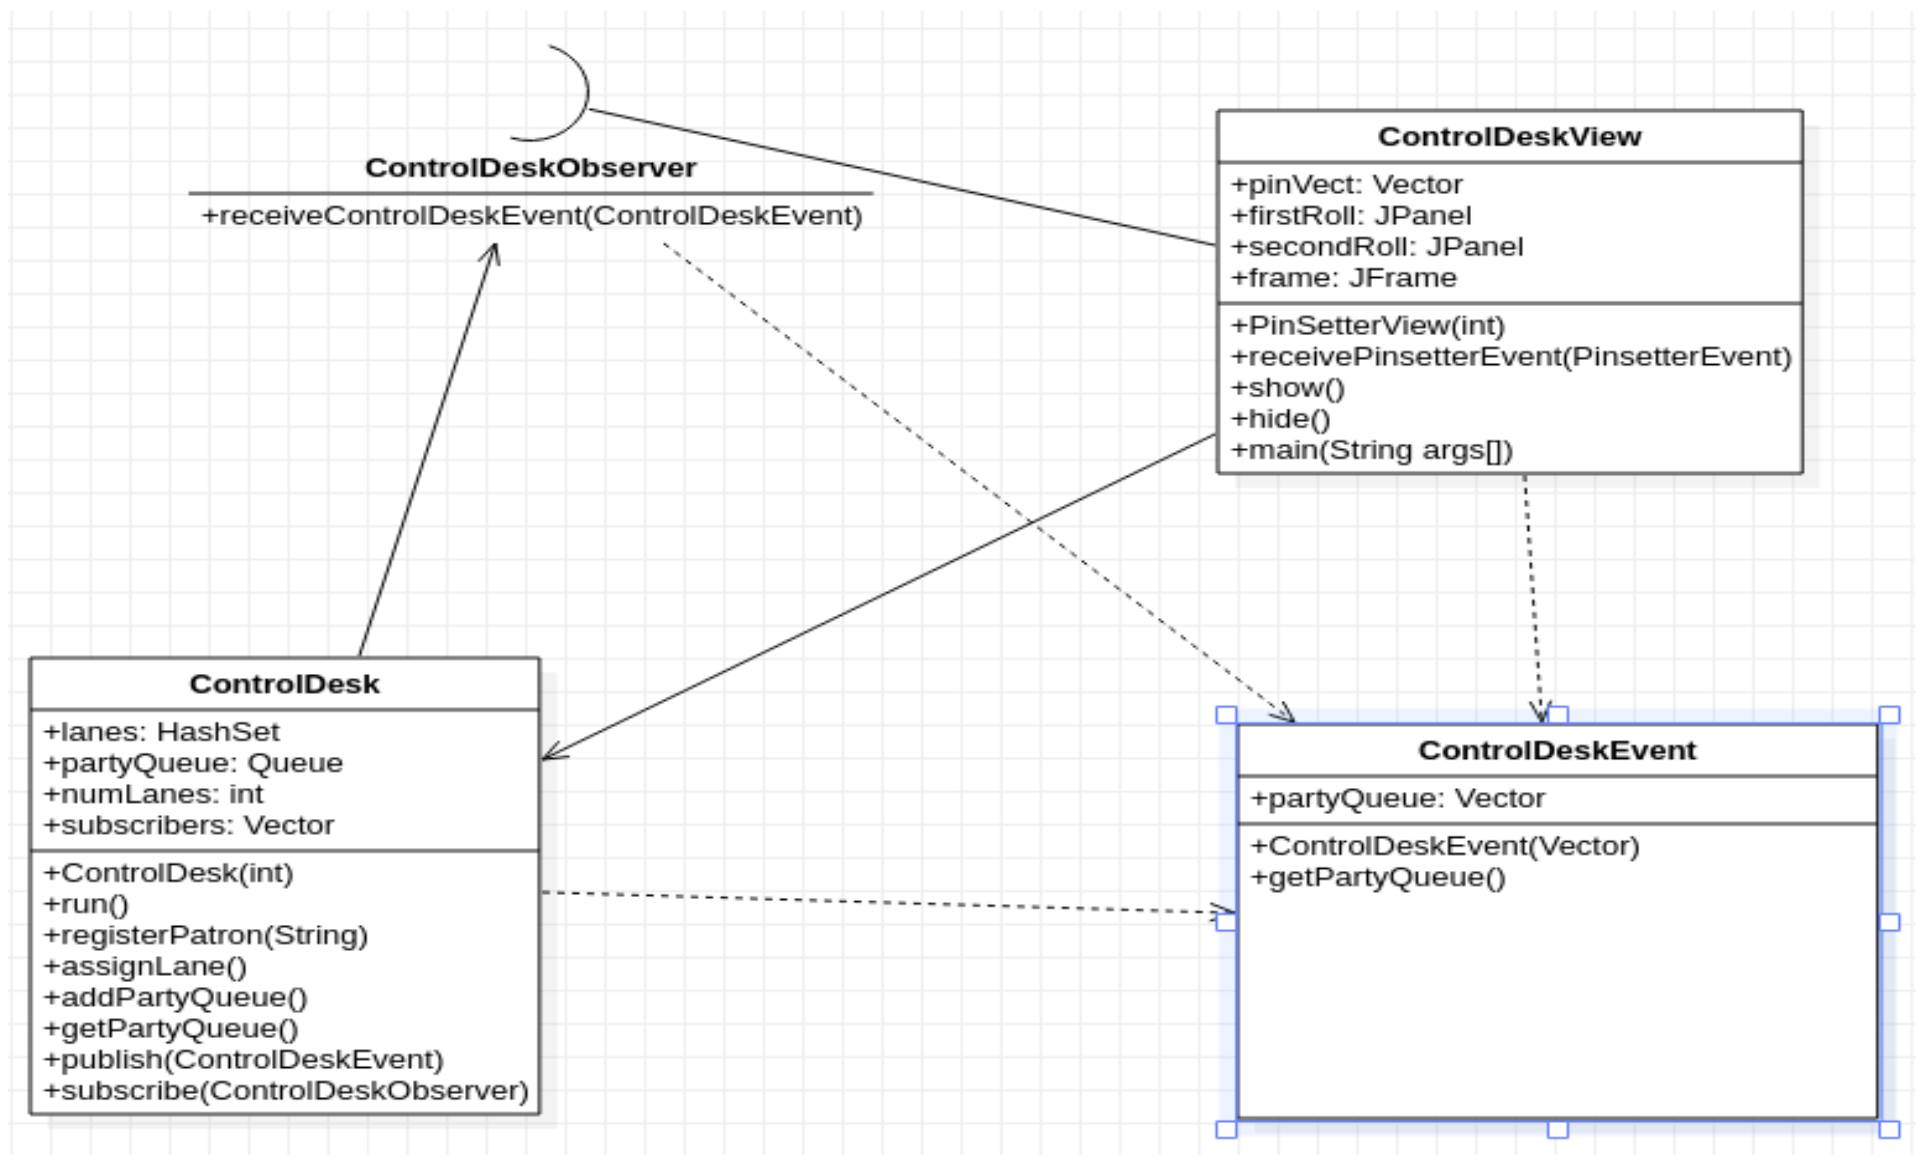 ControlDeskObserver
+receiveControlDeskEvent(ControlDeskEvent)
ControlDeskView
+pinVect: Vector
+firstRoll: JPanel
+secondRoll: JPanel
+frame: JFrame
+PinSetterView(int)
+receivePinsetterEvent(PinsetterEvent)
+show()
+hide()
+main(String args[])
ControlDesk
+lanes: HashSet
+partyQueue: Queue
+numLanes: int
+subscribers: Vector
+ControlDesk(int)
+run()
+registerPatron(String)
+assignLane()
+addPartyQueue()
+getPartyQueue()
+publish(ControlDeskEvent)
+subscribe(ControlDeskObserver)
ControlDeskEvent
+partyQueue: Vector
+ControlDeskEvent(Vector)
+getPartyQueue()